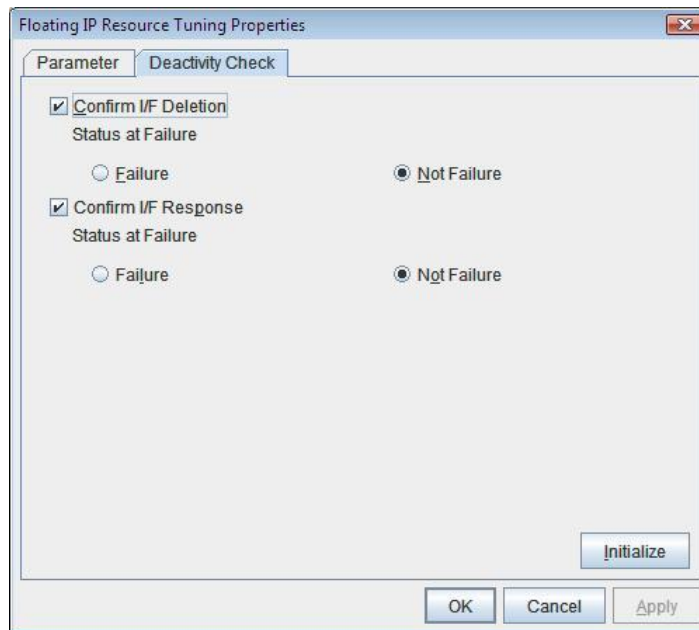 Floating IP Resource Tuning Properties
Parameter Deactivity Check
Confirm I/F Deletion
Status at Failure
Failure Not Failure
Confirm I/F Response
Status at Failure
Failure Not Failure
Initialize
OK Cancel Apply